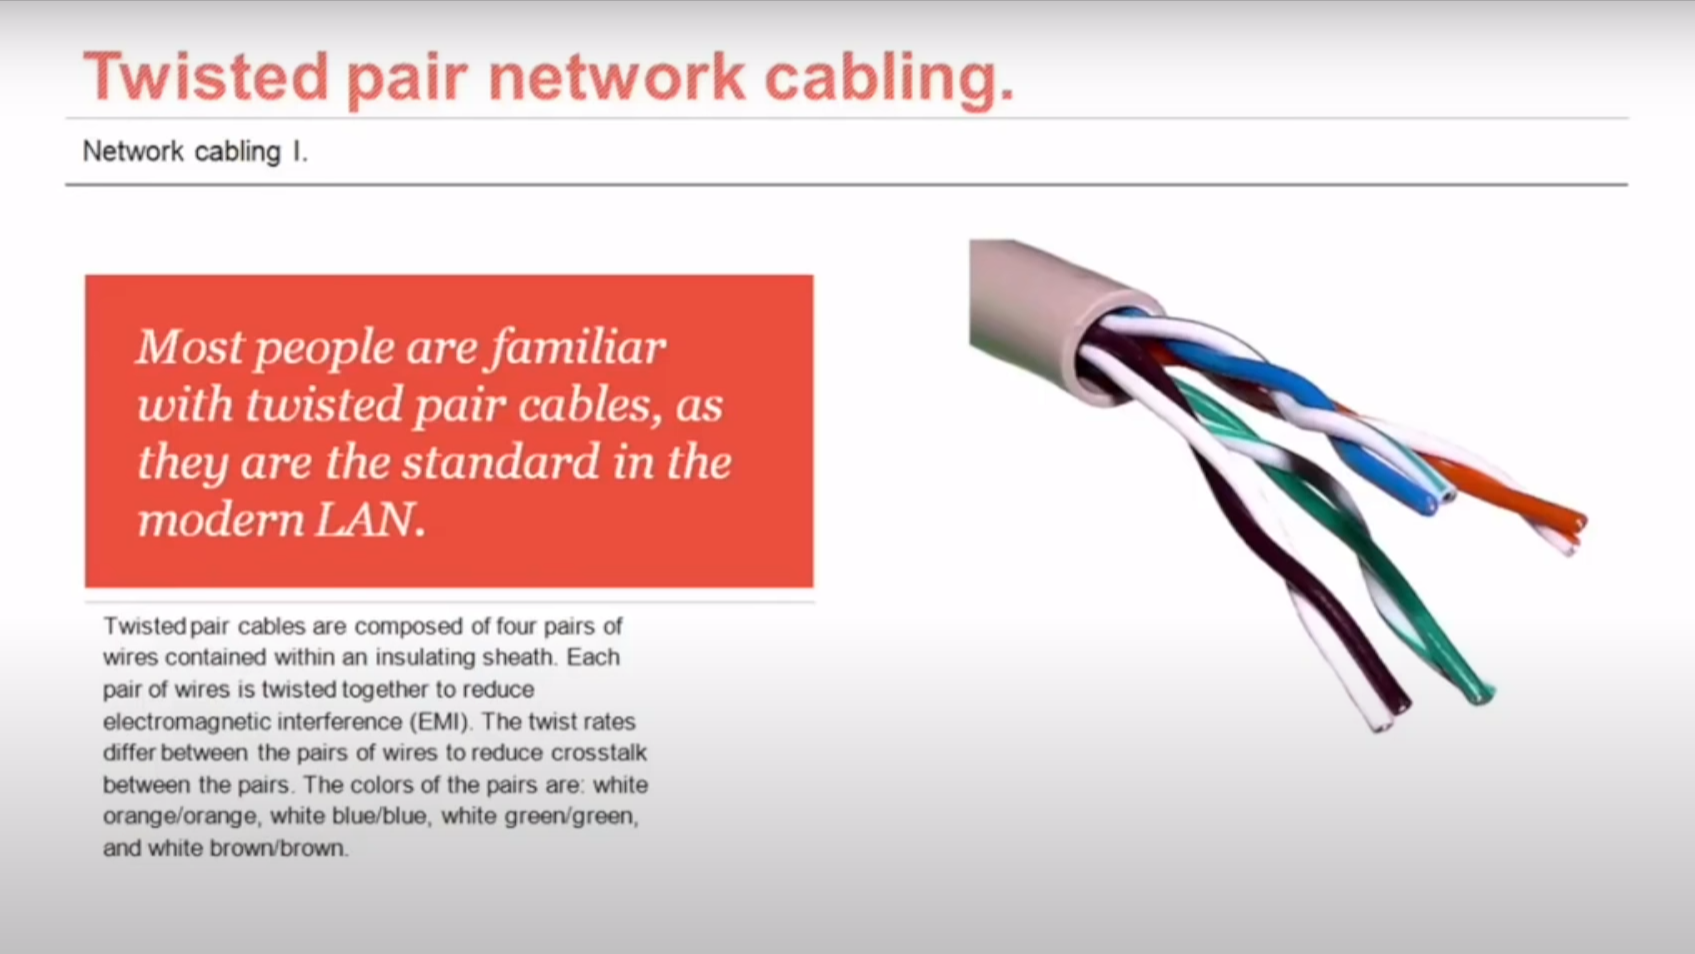 Twisted pair network cabling.
Network cabling I.
Most people are familiar
with twisted pair cables, as
they are the standard in the
modern LAN.
Twisted pair cables are composed of four pairs of
wires contained within an insulating sheath. Each
pair of wires is twisted together to reduce
electromagnetic interference (EMI). The twist rates
differ between the pairs of wires to reduce crosstalk
between the pairs. The colors of the pairs are: white
orange/orange, white blue/blue, white green/green,
and white brown/brown.